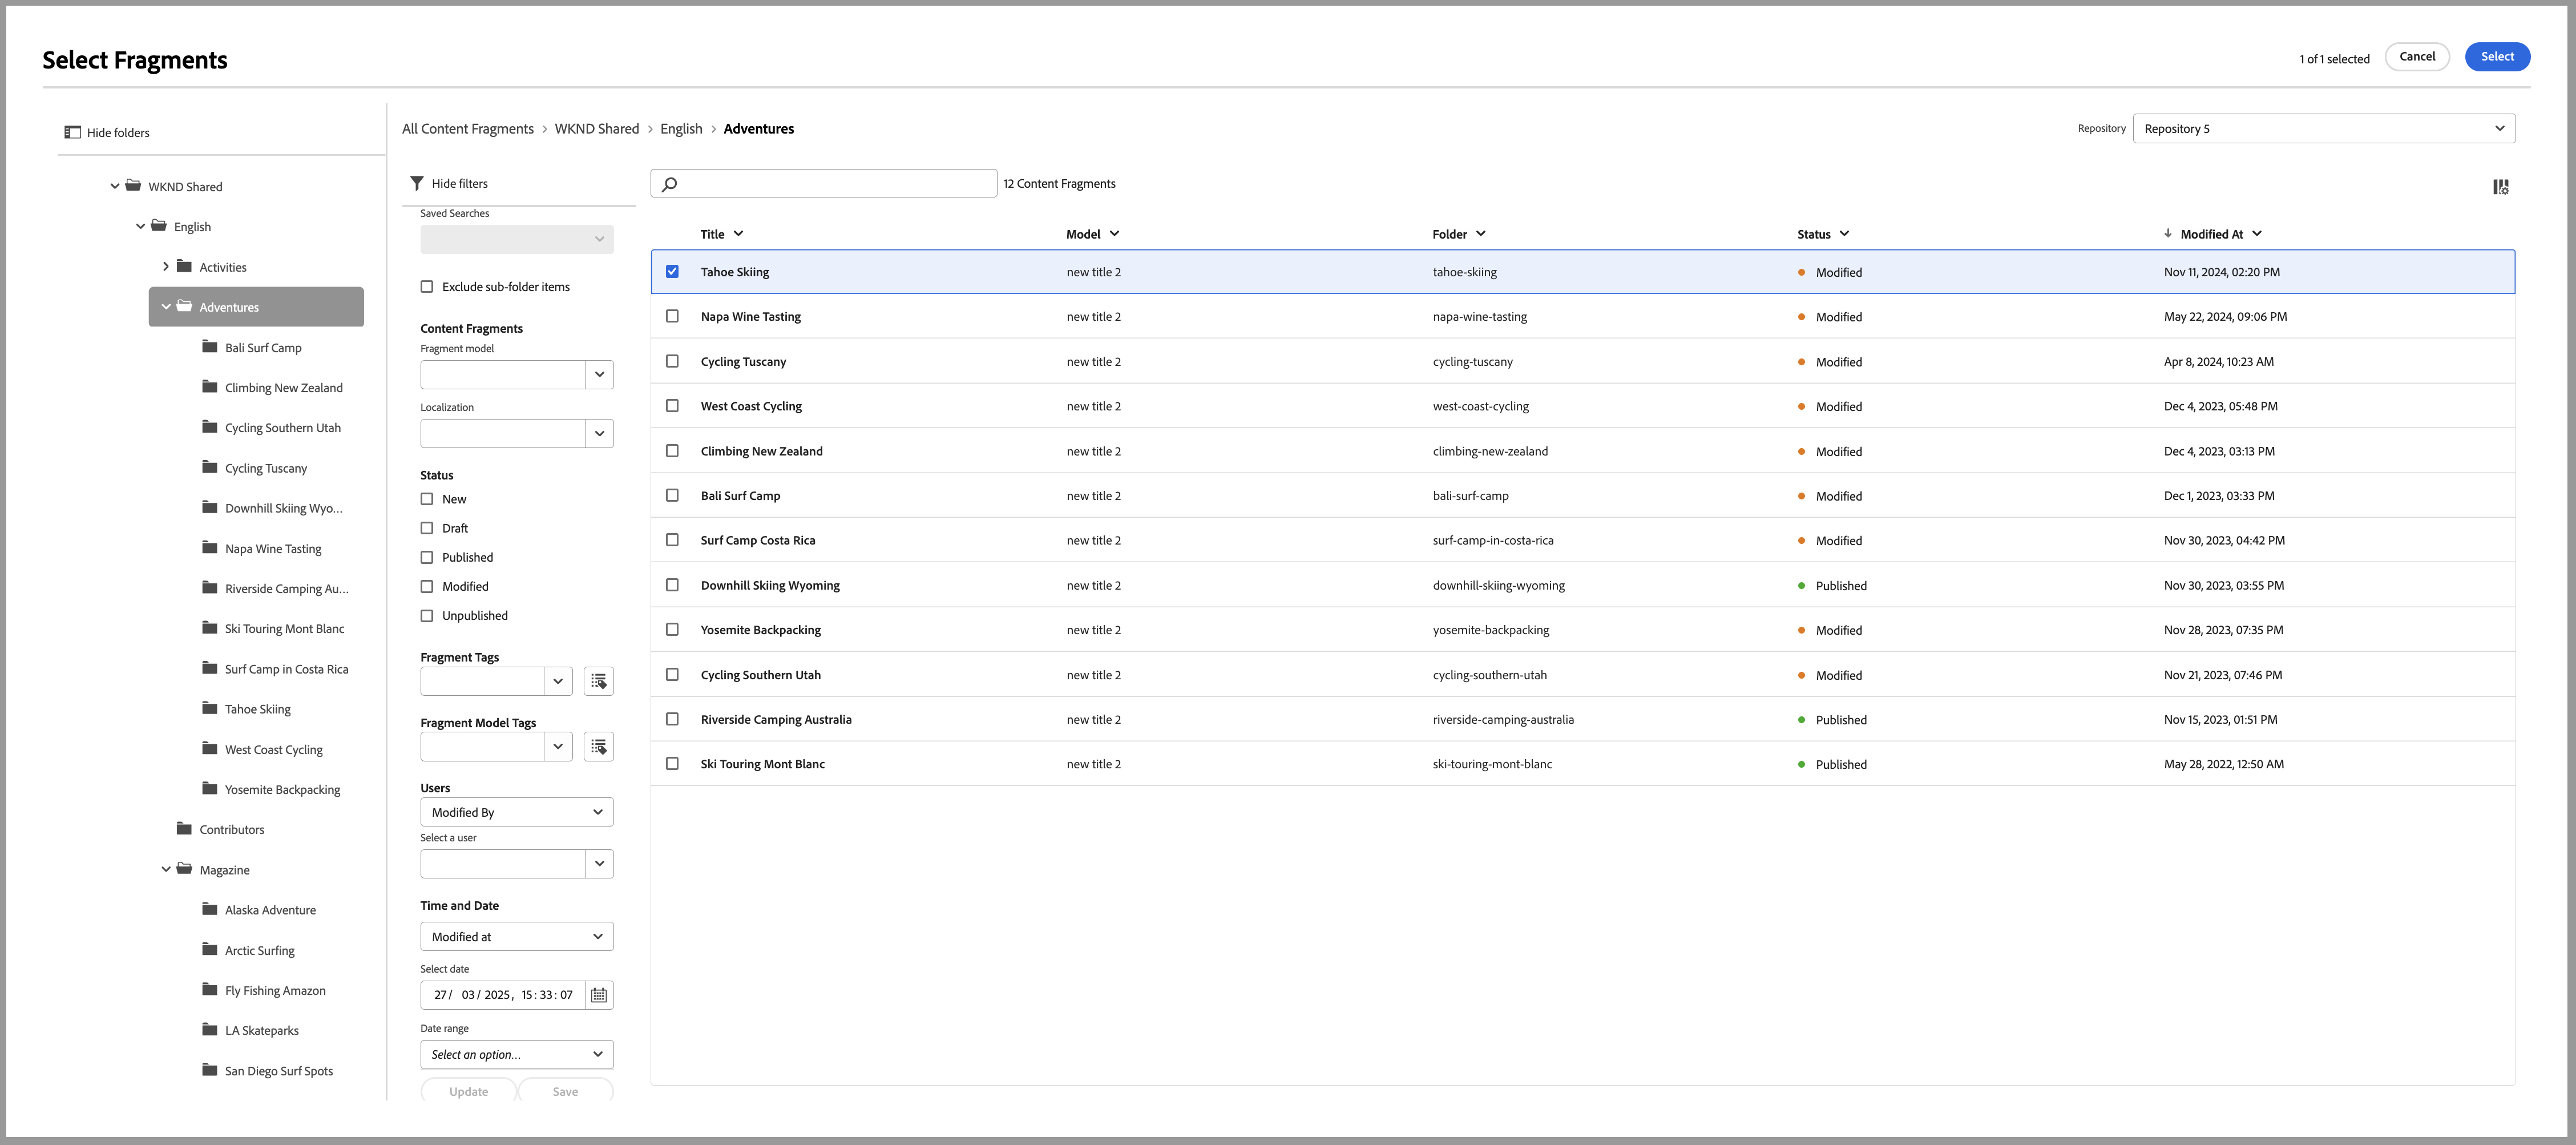 Select Fragments
1 of 1 selected
Cancel
Select
Hide folders
WKND Shared
English
Activities
Adventures
Bali Surf Camp
Climbing New Zealand
Cycling Southern Utah
Cycling Tuscany
Downhill Skiing Wyo...
Napa Wine Tasting
Riverside Camping Au...
Ski Touring Mont Blanc
Surf Camp in Costa Rica
Tahoe Skiing
West Coast Cycling
Yosemite Backpacking
Contributors
Magazine
Alaska Adventure
Arctic Surfing
Fly Fishing Amazon
LA Skateparks
San Diego Surf Spots
All Content Fragments > WKND Shared > English > Adventures
Repository Repository 5
Hide filters
Saved Searches
Exclude sub-folder items
Content Fragments
Fragment model
Localization
Status
New
Draft
Published
Modified
Unpublished
Fragment Tags
Fragment Model Tags
Users
Modified By
Select a user
Time and Date
Modified at
Select date
27/ 03/ 2025, 15:33:07
Date range
Select an option...
Update Save
12 Content Fragments
Title Model Folder Status Modified At
Tahoe Skiing new title 2 tahoe-skiing Modified Nov 11, 2024, 02:20 PM
Napa Wine Tasting new title 2 napa-wine-tasting Modified May 22, 2024, 09:06 PM
Cycling Tuscany new title 2 cycling-tuscany Modified Apr 8, 2024, 10:23 AM
West Coast Cycling new title 2 west-coast-cycling Modified Dec 4, 2023, 05:48 PM
Climbing New Zealand new title 2 climbing-new-zealand Modified Dec 4, 2023, 03:13 PM
Bali Surf Camp new title 2 bali-surf-camp Modified Dec 1, 2023, 03:33 PM
Surf Camp Costa Rica new title 2 surf-camp-in-costa-rica Modified Nov 30, 2023, 04:42 PM
Downhill Skiing Wyoming new title 2 downhill-skiing-wyoming Published Nov 30, 2023, 03:55 PM
Yosemite Backpacking new title 2 yosemite-backpacking Modified Nov 28, 2023, 07:35 PM
Cycling Southern Utah new title 2 cycling-southern-utah Modified Nov 21, 2023, 07:46 PM
Riverside Camping Australia new title 2 riverside-camping-australia Published Nov 15, 2023, 01:51 PM
Ski Touring Mont Blanc new title 2 ski-touring-mont-blanc Published May 28, 2022, 12:50 AM